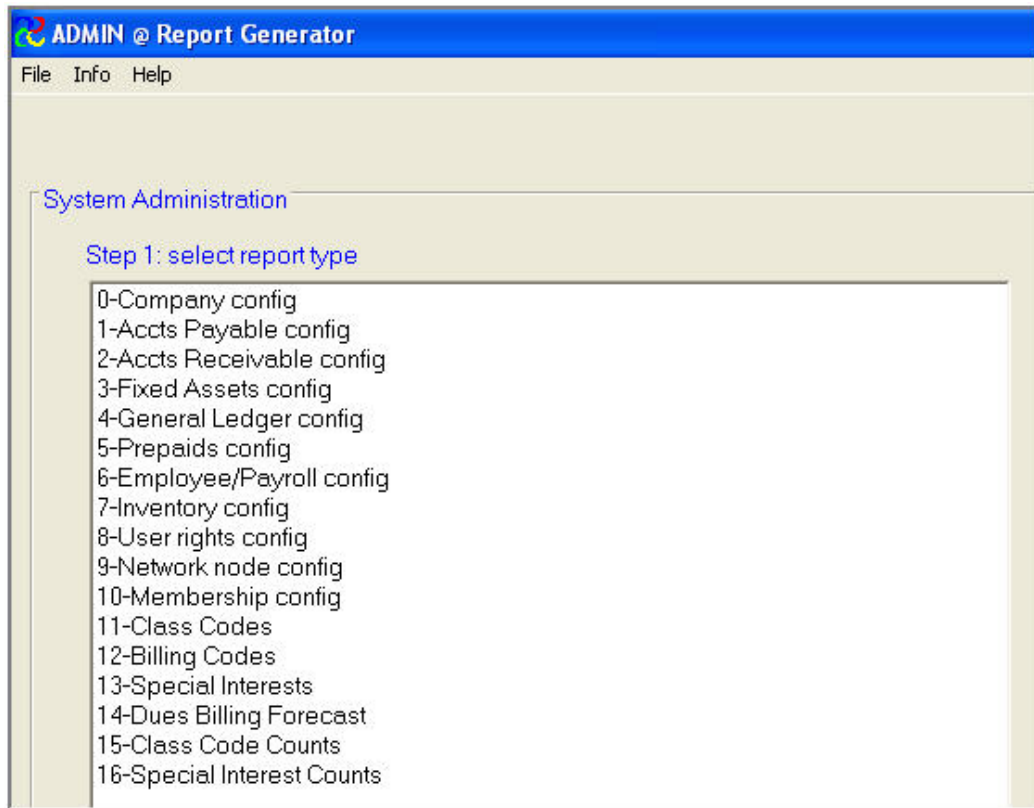 ADMIN @ Report Generator
File Info Help
System Administration
Step 1: select report type
0-Company config
1-Accts Payable config
2-Accts Receivable config
3-Fixed Assets config
4-General Ledger config
5-Prepaids config
6-Employee/Payroll config
7-Inventory config
8-User rights config
9-Network node config
10-Membership config
11-Class Codes
12-Billing Codes
13-Special Interests
14-Dues Billing Forecast
15-Class Code Counts
16-Special Interest Counts